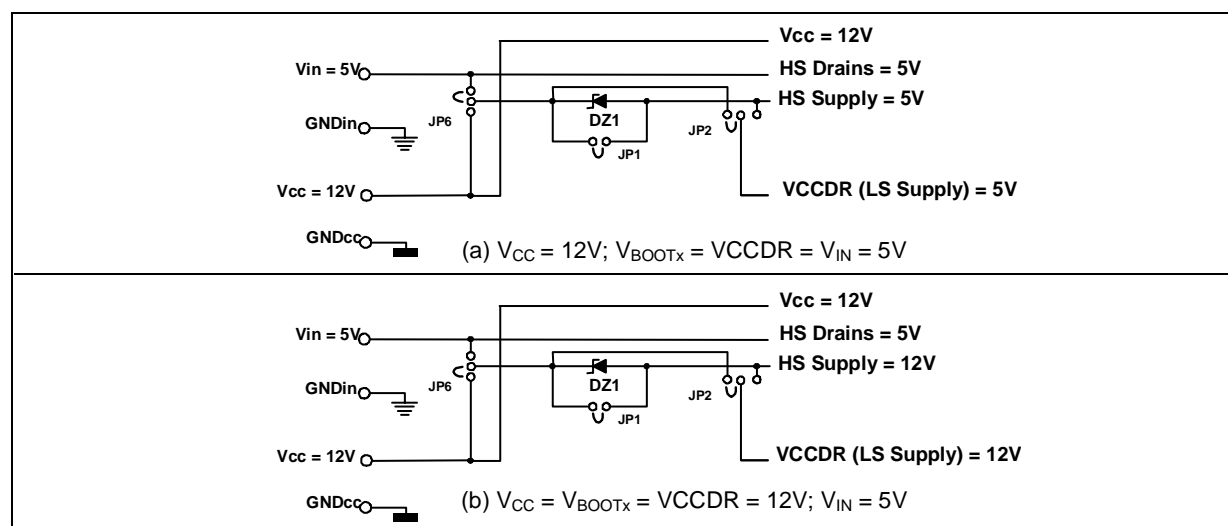 Vcc = 12V
Vin = 5V
HS Drains = 5V
HS Supply = 5V
DZ1
GNDin
JP6
JP2
JP1
Vcc = 12V
VCCDR (LS Supply) = 5V
GNDcc
(a) VCC = 12V; VBOOTx = VCCDR = VIN = 5V
Vcc = 12V
Vin = 5V
HS Drains = 5V
HS Supply = 12V
DZ1
GNDin
JP6
JP2
JP1
Vcc = 12V
VCCDR (LS Supply) = 12V
GNDcc
(b) VCC = VBOOTx = VCCDR = 12V; VIN = 5V